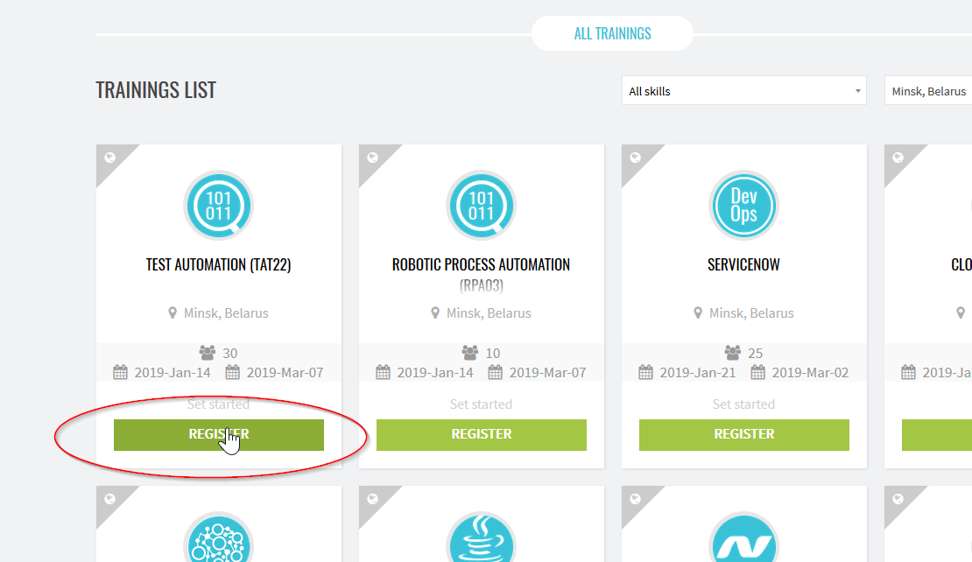 ALL TRAININGS
TRAININGS LIST
All skills
Minsk, Belarus
101
011
TEST AUTOMATION (TAT22)
Minsk, Belarus
30
2019-Jan-14 2019-Mar-07
Set started
REGISTER
101
011
ROBOTIC PROCESS AUTOMATION
(RPA03)
Minsk, Belarus
10
2019-Jan-14 2019-Mar-07
Set started
REGISTER
Dev
Ops
SERVICENOW
Minsk, Belarus
25
2019-Jan-21 2019-Mar-02
Set started
REGISTER
CLO
2019-Ja